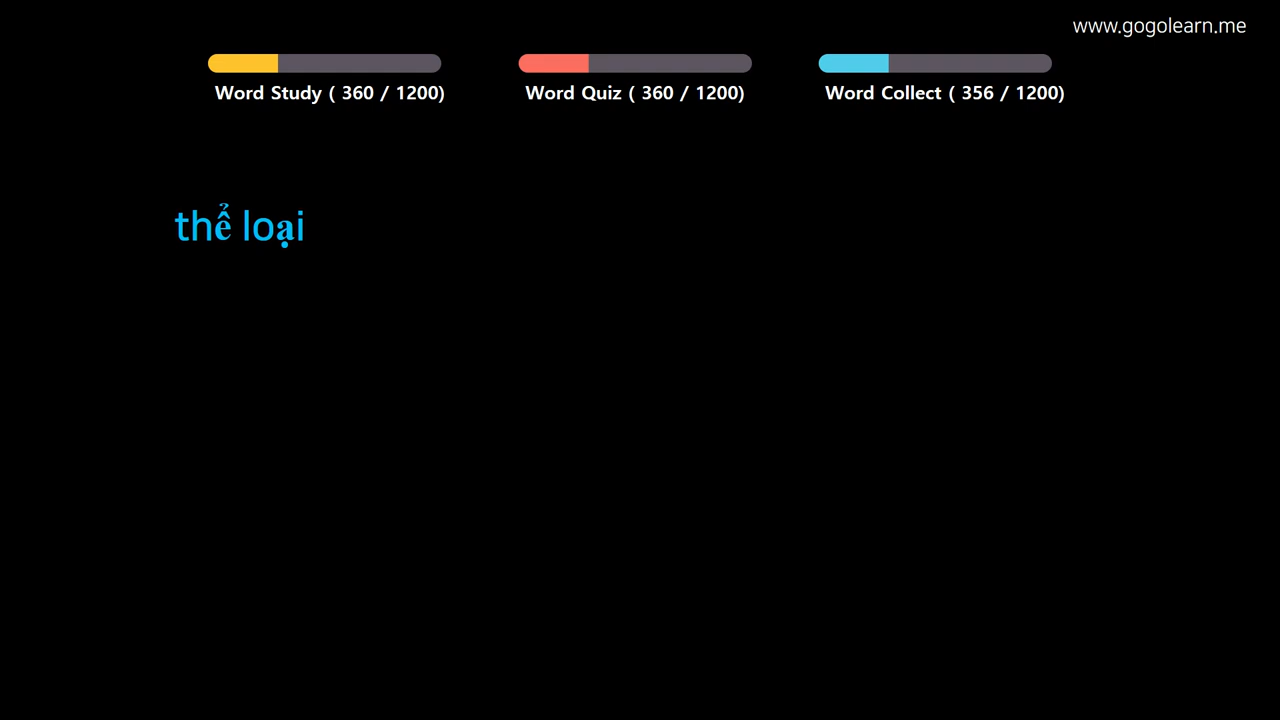 www.gogolearn.me
Word Study ( 360 / 1200)
Word Quiz ( 360 / 1200)
Word Collect ( 356 / 1200)
thể loại